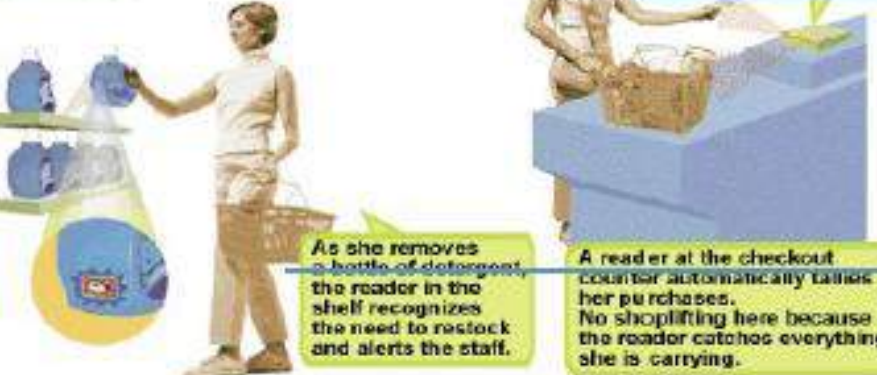 As she removes
a bottle of detergent,
the reader in the
shelf recognizes
the need to restock
and alerts the staff.
A reader at the checkout
counter automatically tallies
her purchases.
No shoplifting here because
the reader catches everything
she is carrying.